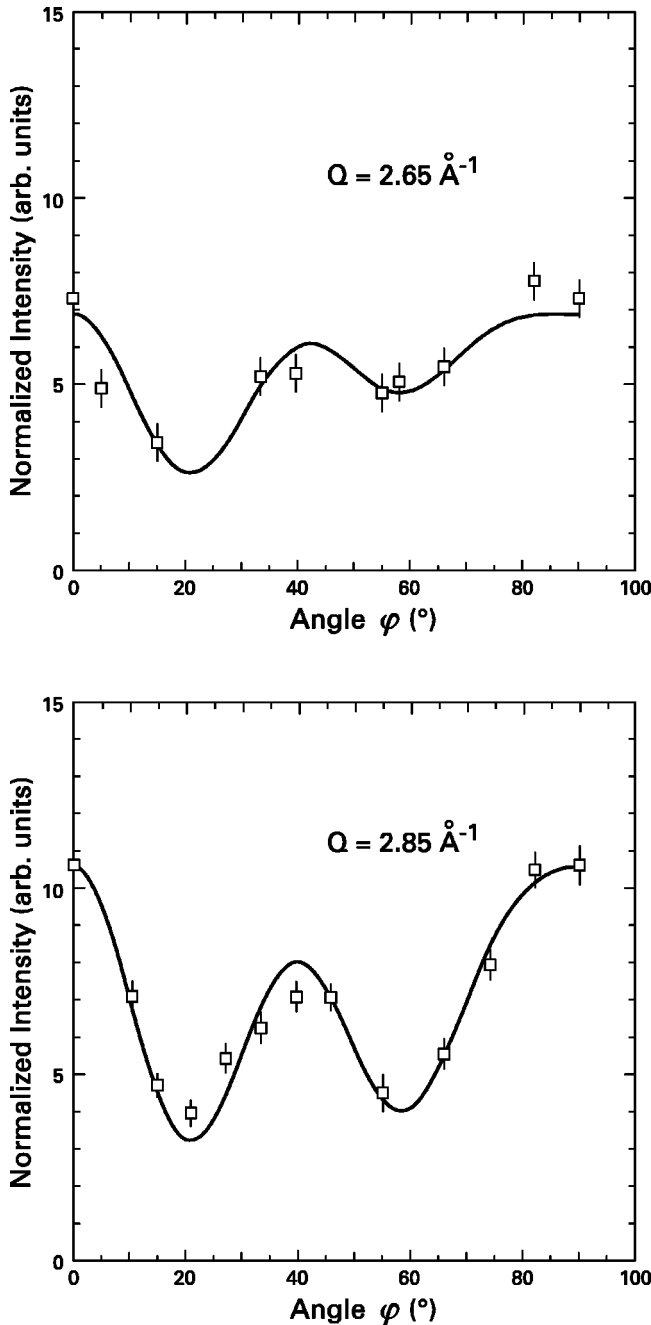 15
10
5
0
Normalized Intensity (arb. units)
Q = 2.65 Å-1
0 20 40 60 80 100
Angle φ (°)
15
10
5
0
Normalized Intensity (arb. units)
Q = 2.85 Å-1
0 20 40 60 80 100
Angle φ (°)